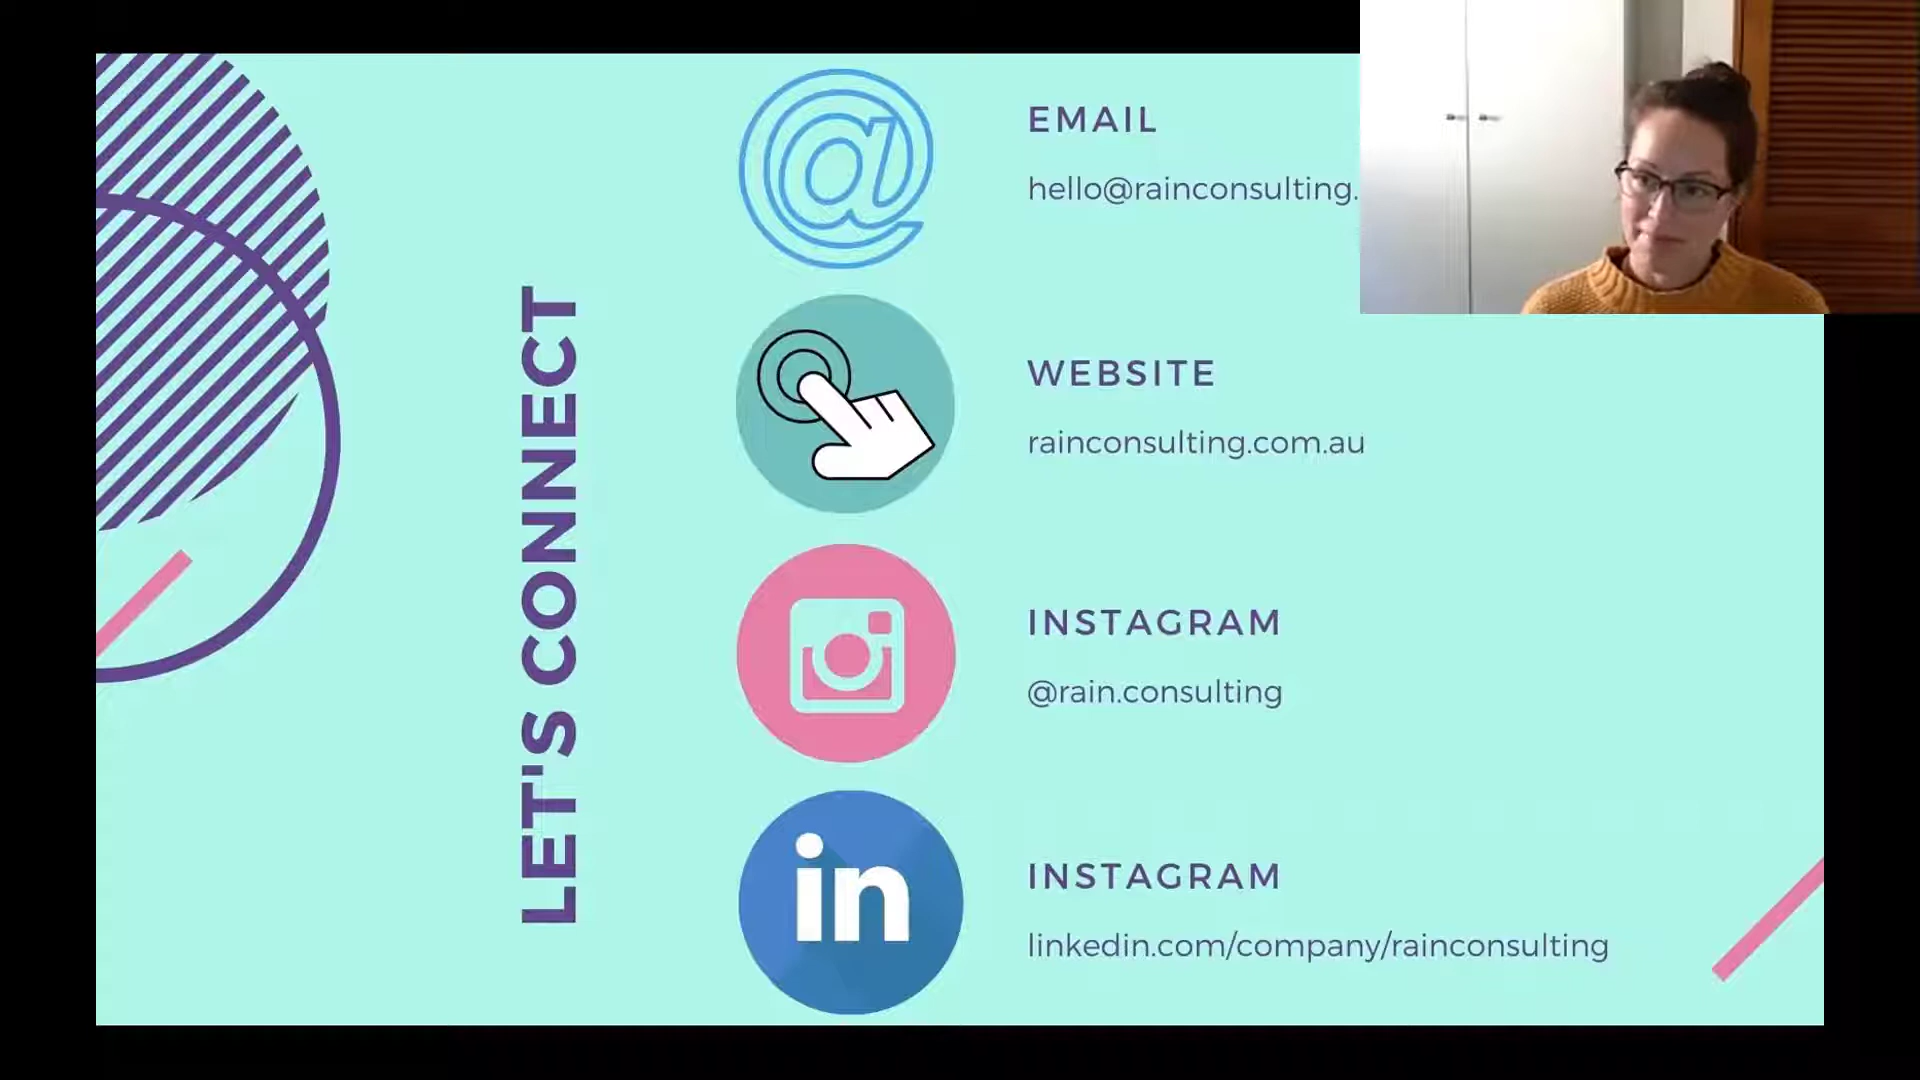 LET'S CONNECT
EMAIL
hello@rainconsulting.
WEBSITE
rainconsulting.com.au
INSTAGRAM
@rain.consulting
in
INSTAGRAM
linkedin.com/company/rainconsulting